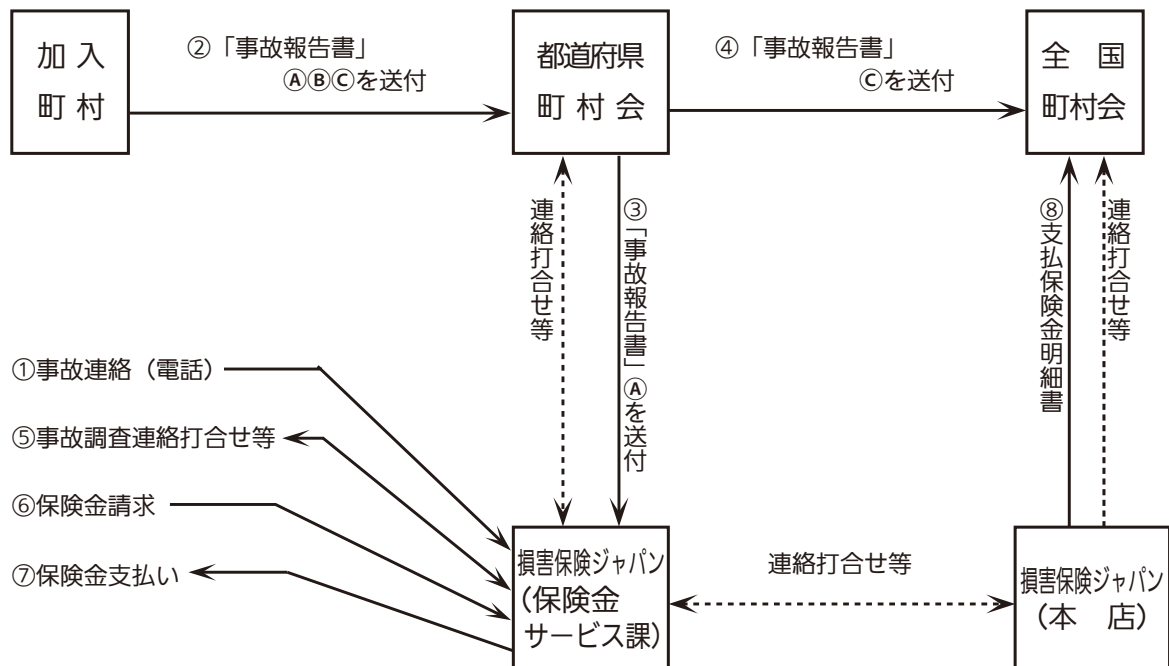 加入
町村
②「事故報告書」
ⒶⒷⒸを送付
都道府県
町村会
④「事故報告書」
Ⓒを送付
全国
町村会
連絡打合せ等
③「事故報告書」Ⓐを送付
⑧支払保険金明細書
連絡打合せ等
①事故連絡（電話）
⑤事故調査連絡打合せ等
⑥保険金請求
⑦保険金支払い
損害保険ジャパン
（保険金
サービス課）
連絡打合せ等
損害保険ジャパン
（本　店）